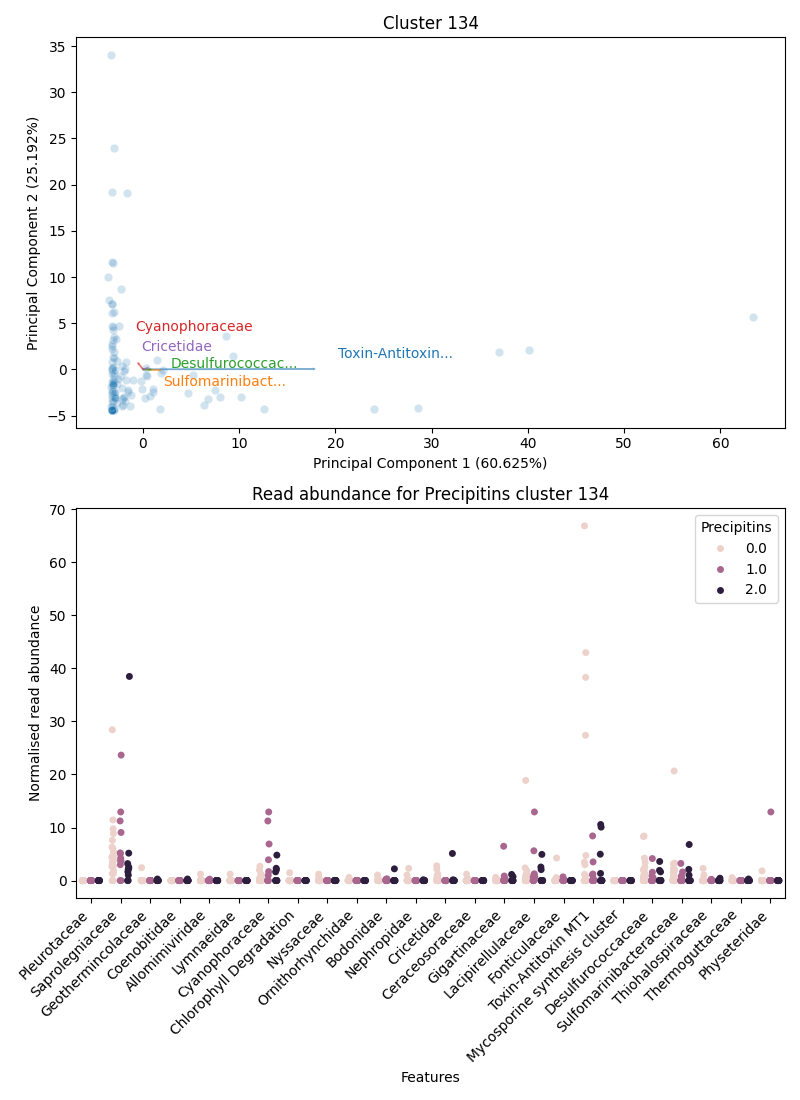 Cluster 134
35
30
25
20
15
10
5
0
−5
Principal Component 2 (25.192%)
Cyanophoraceae
Cricetidae
Desulfurococcac...
Toxin-Antitoxin...
Sulfomarinibact...
0 10 20 30 40 50 60
Principal Component 1 (60.625%)
Read abundance for Precipitins cluster 134
70
60
50
40
30
20
10
0
Normalised read abundance
Precipitins
0.0
1.0
2.0
Pleurotaceae
Saprolegniaceae
Geothermincolaceae
Coenobitidae
Allomimiviridae
Lymnaeidae
Cyanophoraceae
Chlorophyll Degradation
Nyssaceae
Ornithorhynchidae
Bodonidae
Nephropidae
Cricetidae
Ceraceosoraceae
Gigartinaceae
Lacipirellulaceae
Fonticulaceae
Toxin-Antitoxin MT1
Mycosporine synthesis cluster
Desulfurococcaceae
Sulfomarinibacteraceae
Thiohalospiraceae
Thermoguttaceae
Physeteridae
Features